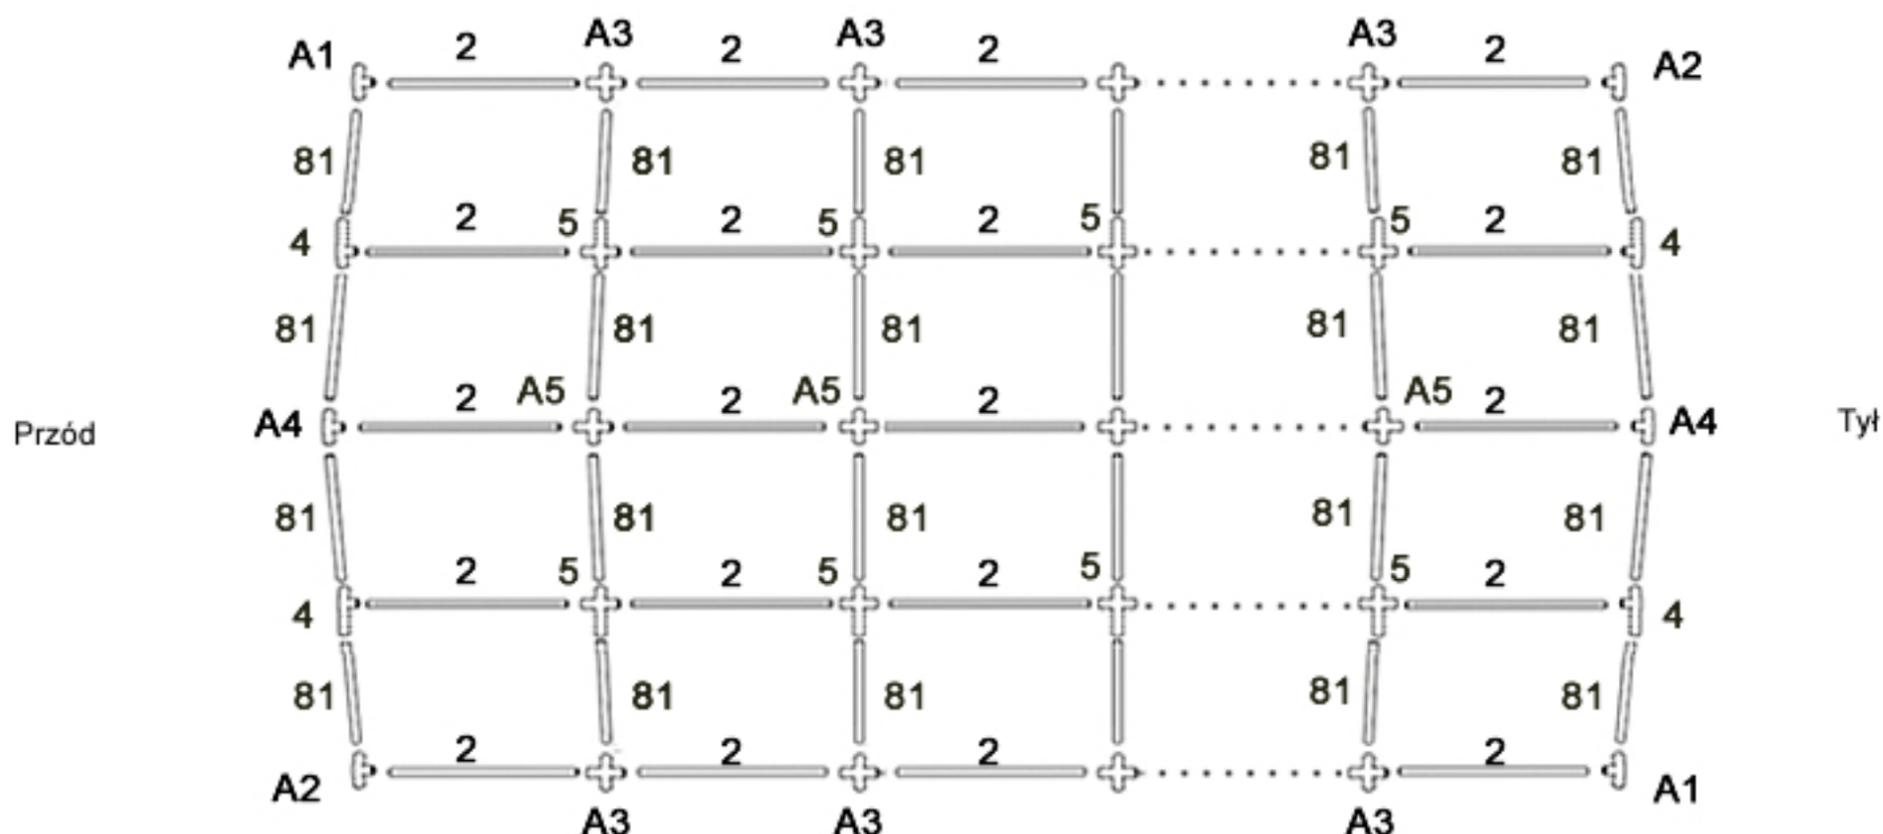 A1 2 A3 2 A3 2 A3 2 A2
81 81 81 81 81
4 2 5 2 5 2 5 5 2 4
81 81 81 81 81
Przód A4 2 A5 2 A5 2 A5 2 A4 Tył
81 81 81 81 81
4 2 5 2 5 2 5 5 2 4
81 81 81 81 81
A2 2 2 2 2 A1
A3 A3 A3